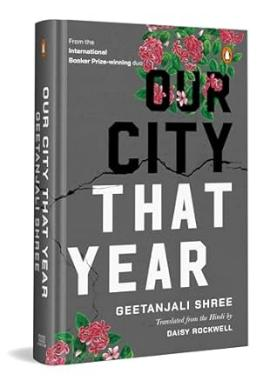 From the
International
Booker Prize-winning duo
OUR
CITY
THAT
YEAR
GEETANJALI SHREE
Translated from the Hindi by
DAISY ROCKWELL
OUR CITY THAT YEAR
GEETANJALI SHREE